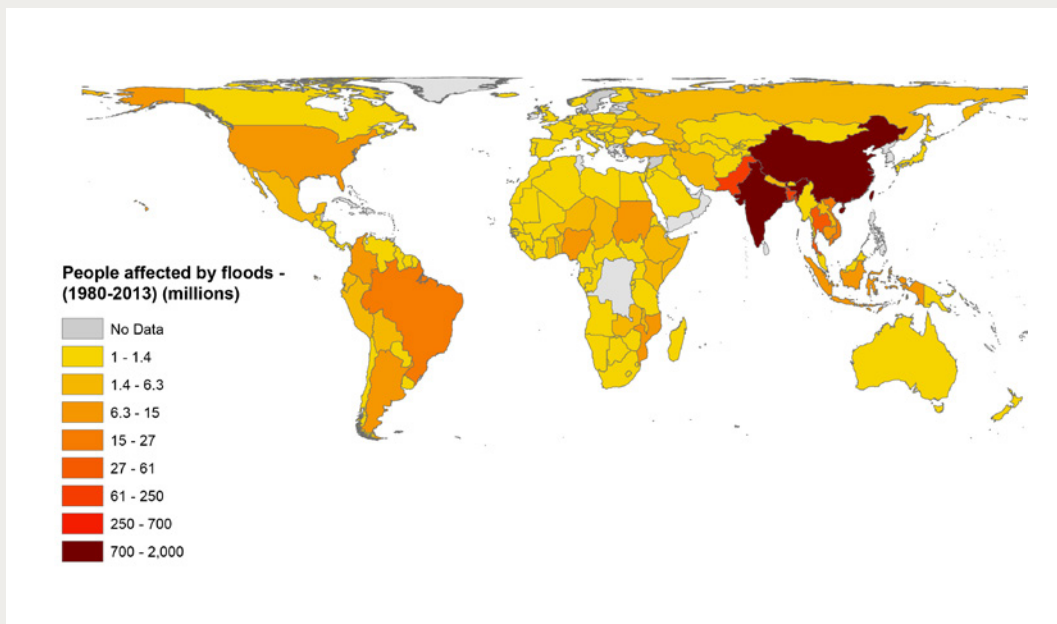 People affected by floods -
(1980-2013) (millions)
No Data
1 - 1.4
1.4 - 6.3
6.3 - 15
15 - 27
27 - 61
61 - 250
250 - 700
700 - 2,000